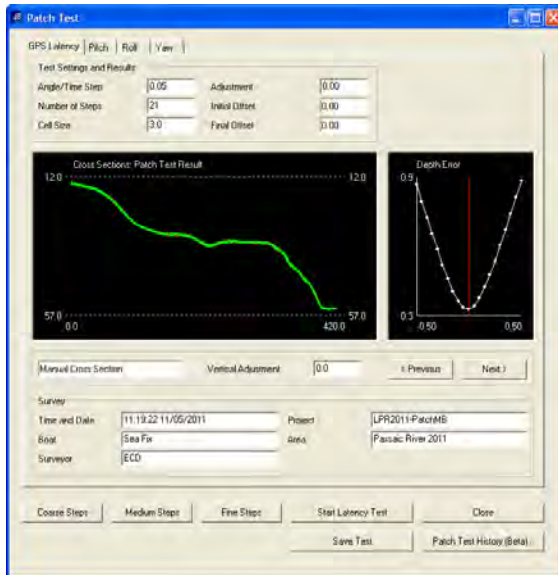 Patch Test
GPS Latency Pitch Roll Yaw
Test Settings and Results
Angle/Time Step 0.05 Adjustment 0.00
Number of Steps 21 Initial Offset 0.00
Cell Size 3.0 Final Offset 0.00
Cross Sections: Patch Test Result Depth Error
12.0 12.0 0.9
57.0 57.0 0.3
0.0 420.0 -0.50 0.50
Manual Cross Section Vertical Adjustment 0.0 < Previous Next >
Survey
Time and Date 11:19:22 11/05/2011 Project LPR2011-PatchMB
Boat Sea Fix Area Passaic River 2011
Surveyor ECD
Coarse Steps Medium Steps Fine Steps Start Latency Test Close
Save Test Patch Test History (Beta)